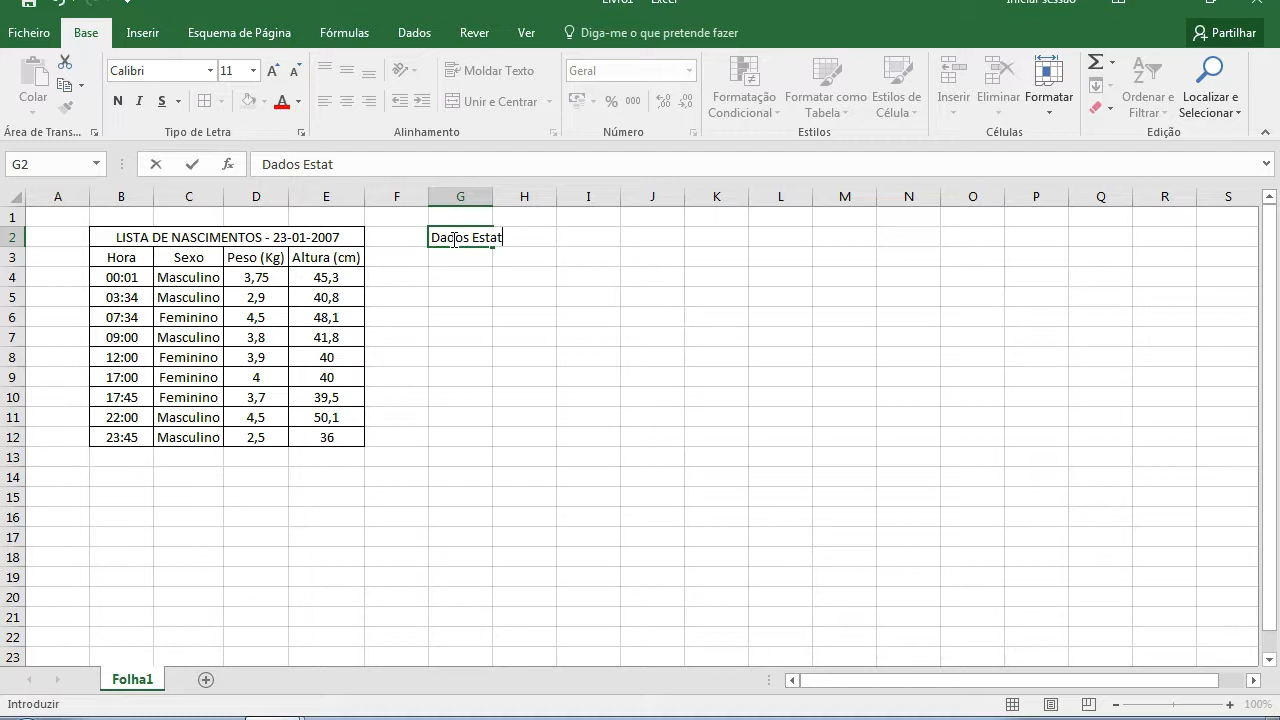 Livro1 - Excel
Iniciar sessão
Ficheiro Base Inserir Esquema de Página Fórmulas Dados Rever Ver Diga-me o que pretende fazer Partilhar
Colar
Calibri 11
N I S A
Moldar Texto
Unir e Centrar
Geral
% 000
Formatação Condicional
Formatar como Tabela
Estilos de Célula
Inserir Eliminar Formatar
Ordenar e Filtrar
Localizar e Selecionar
Área de Trans... Tipo de Letra Alinhamento Número Estilos Células Edição
G2 fx Dados Estat
A B C D E F G H I J K L M N O P Q R S
1
2 LISTA DE NASCIMENTOS - 23-01-2007 Dados Estat
3 Hora Sexo Peso (Kg) Altura (cm)
4 00:01 Masculino 3,75 45,3
5 03:34 Masculino 2,9 40,8
6 07:34 Feminino 4,5 48,1
7 09:00 Masculino 3,8 41,8
8 12:00 Feminino 3,9 40
9 17:00 Feminino 4 40
10 17:45 Feminino 3,7 39,5
11 22:00 Masculino 4,5 50,1
12 23:45 Masculino 2,5 36
13
14
15
16
17
18
19
20
21
22
23
Folha1
Introduzir 100%